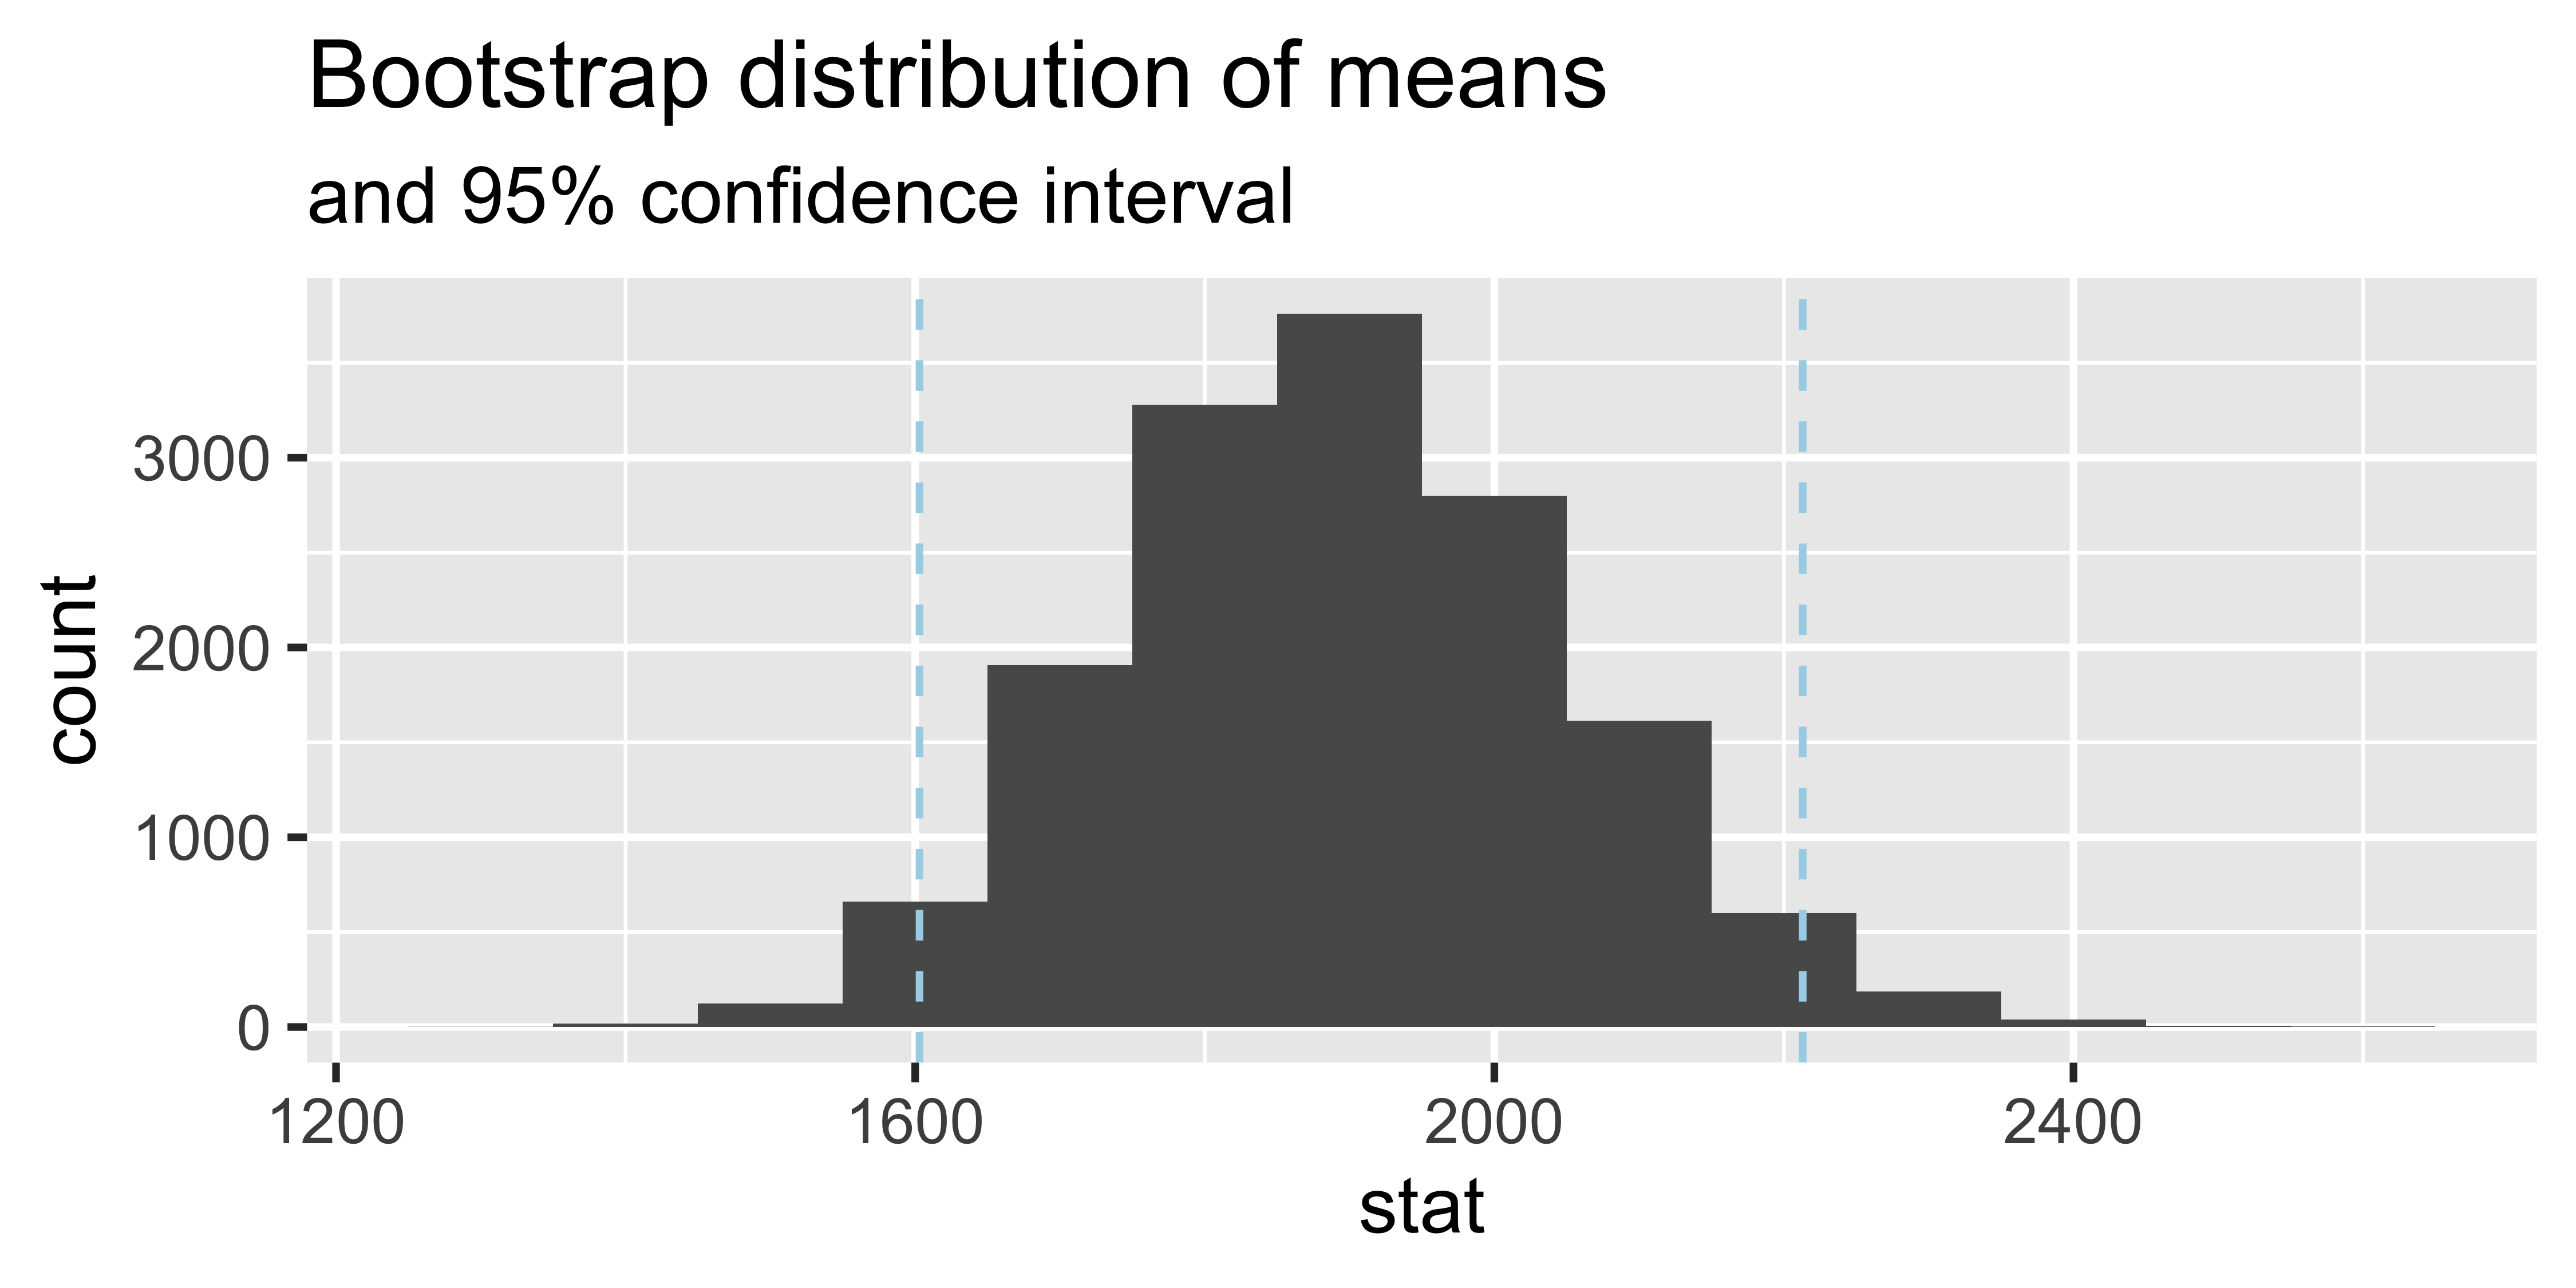 Bootstrap distribution of means
and 95% confidence interval
count
3000
2000
1000
0
1200 1600 2000 2400
stat